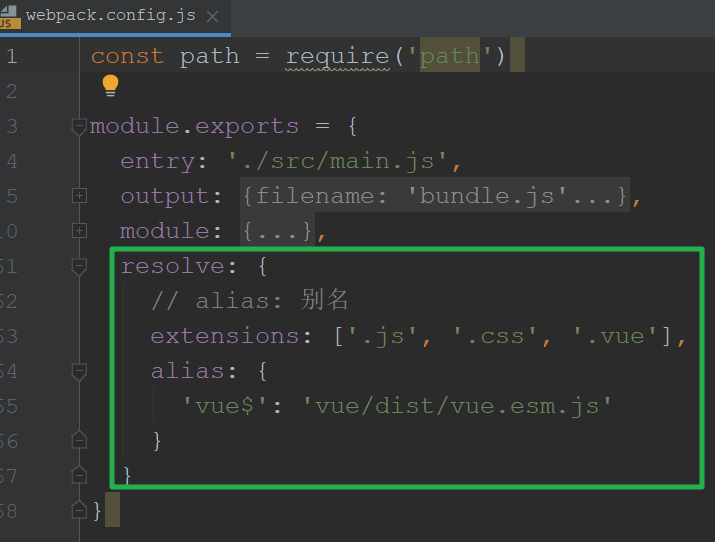 JS webpack.config.js ×
1 const path = require('path')
2
3 module.exports = {
4 entry: './src/main.js',
5 output: {filename: 'bundle.js'...},
0 module: {...},
51 resolve: {
52 // alias: 别名
53 extensions: ['.js', '.css', '.vue'],
54 alias: {
55 'vue$': 'vue/dist/vue.esm.js'
56 }
57 }
58 }